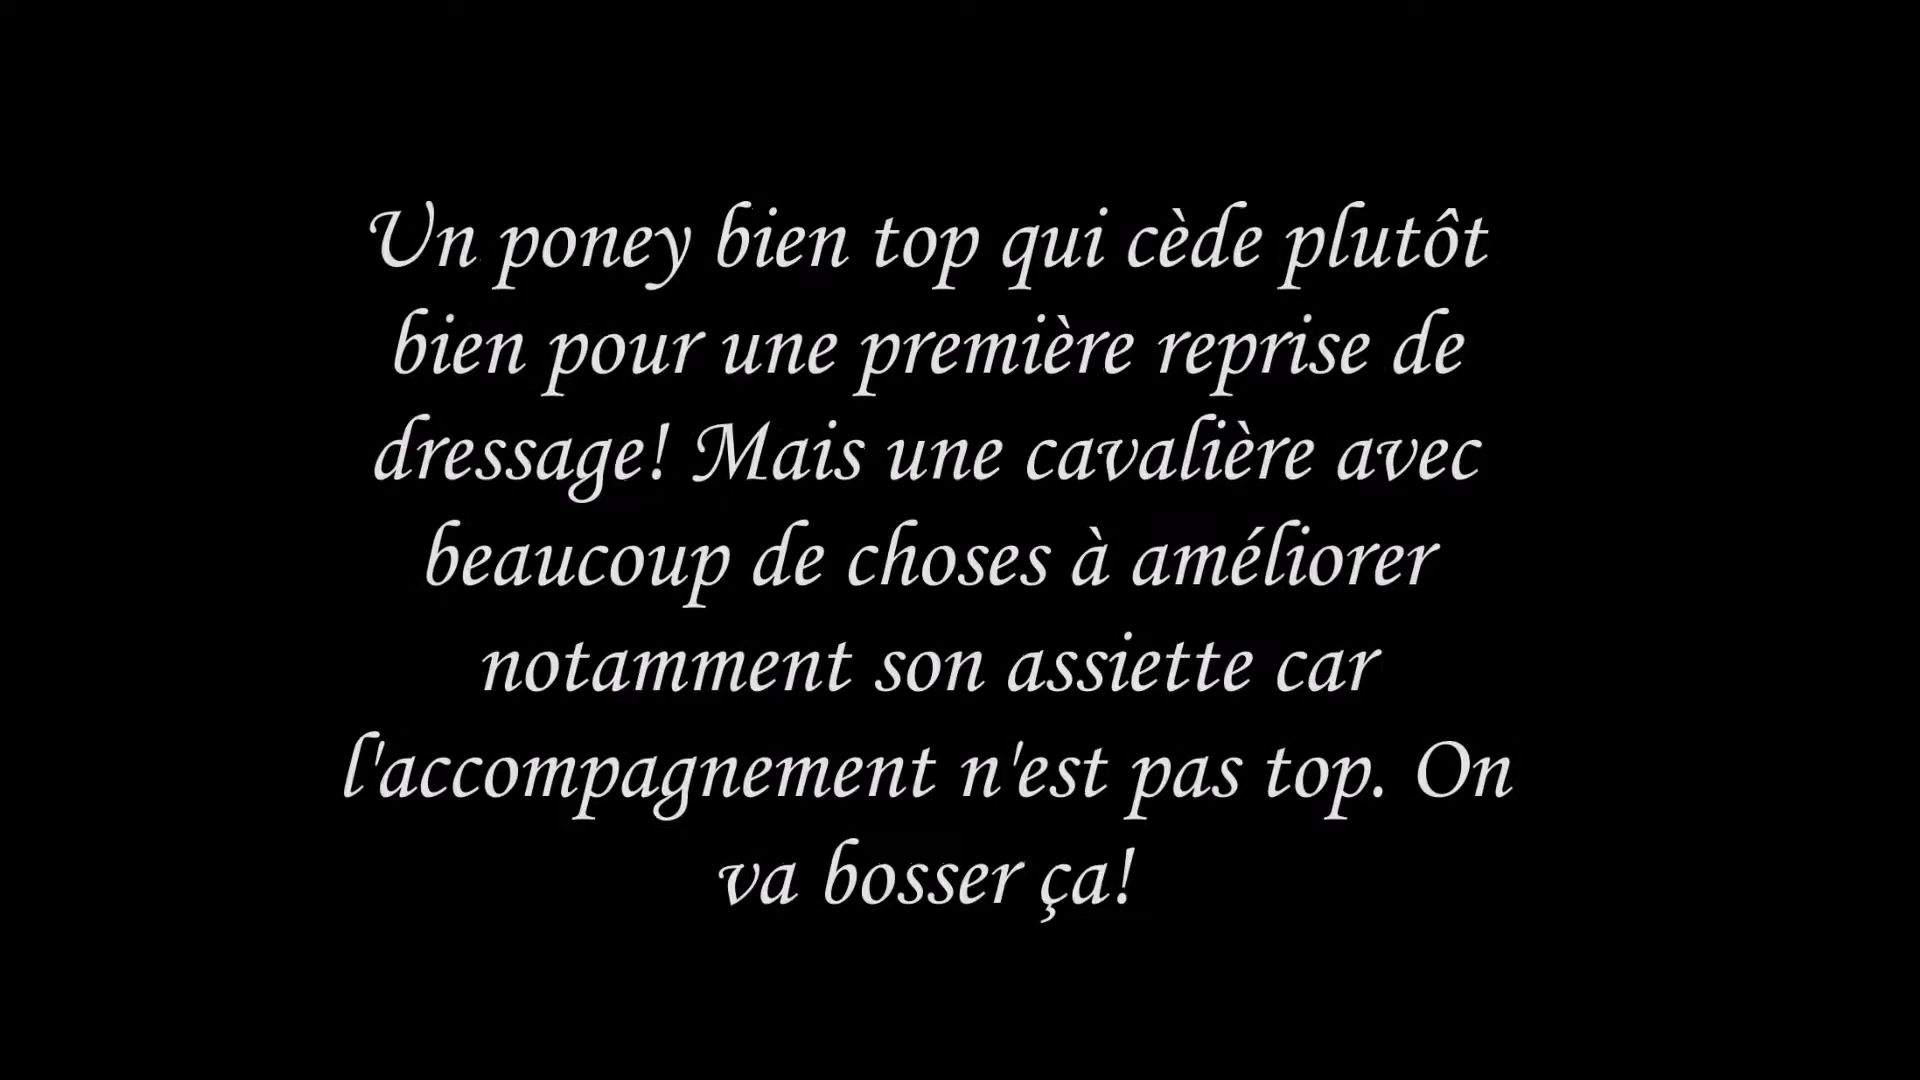 Un poney bien top qui cède plutôt
bien pour une première reprise de
dressage! Mais une cavalière avec
beaucoup de choses à améliorer
notamment son assiette car
l'accompagnement n'est pas top. On
va bosser ça!